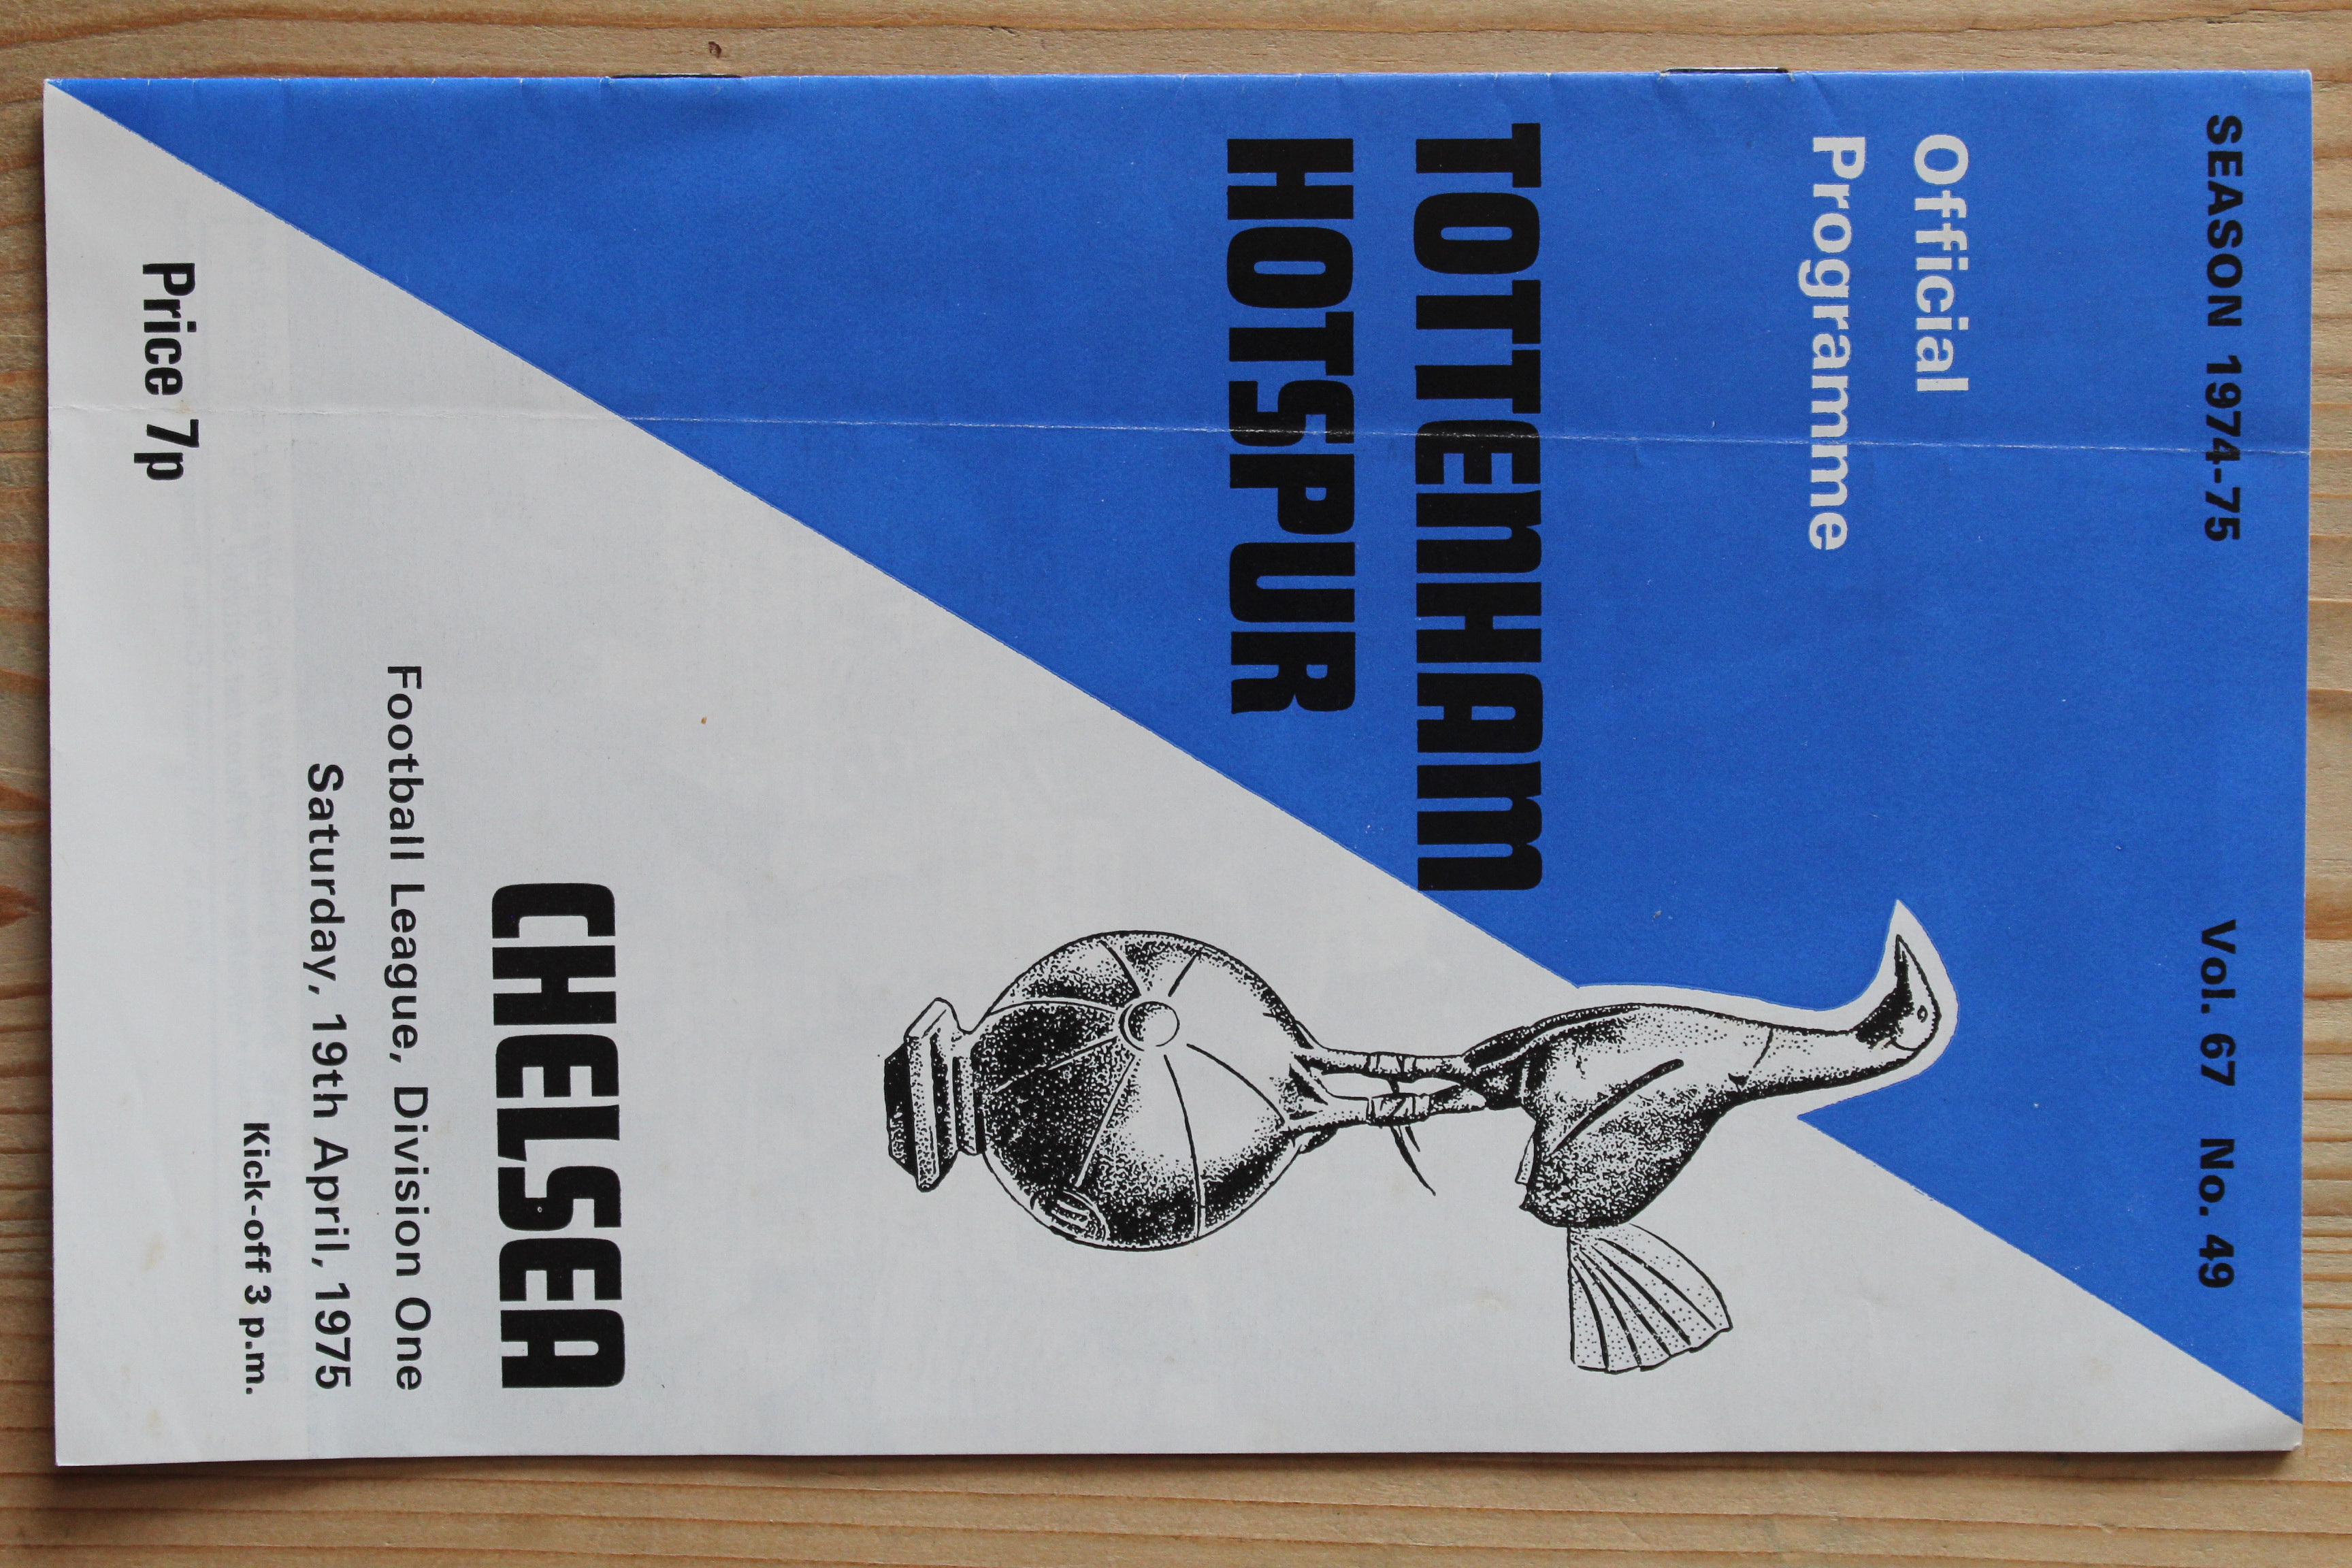 SEASON 1974-75 Vol. 67 No. 49
Official
Programme
TOTTENHAM
HOTSPUR
CHELSEA
Football League, Division One
Saturday, 19th April, 1975
Kick-off 3 p.m.
Price 7p